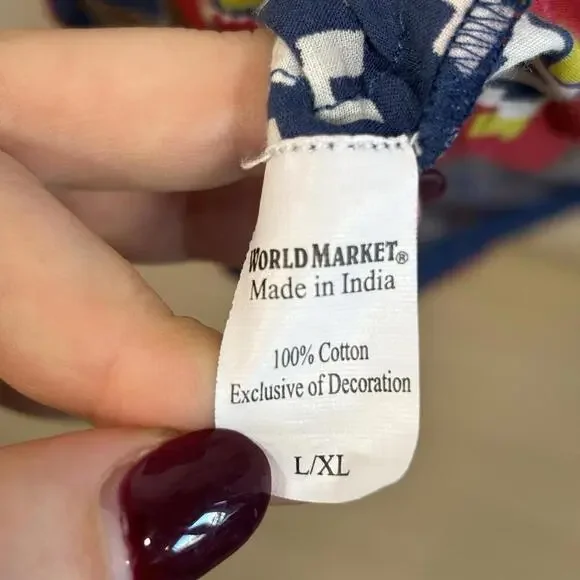 WORLD MARKET®
Made in India
100% Cotton
Exclusive of Decoration
L/XL